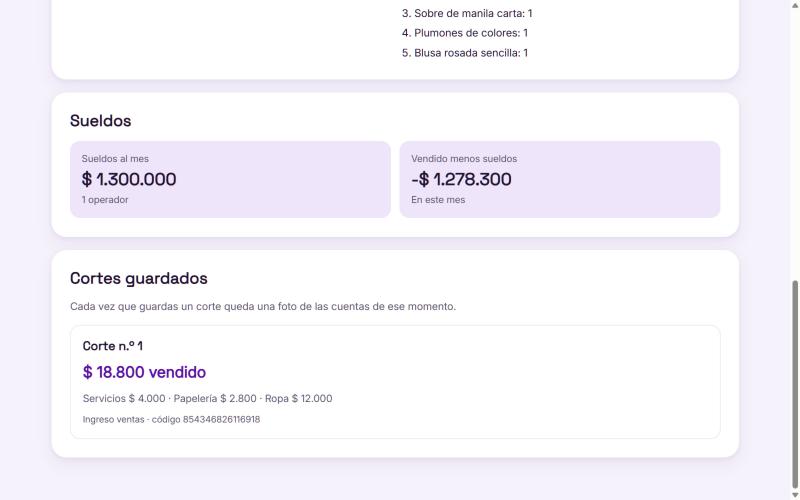 3. Sobre de manila carta: 1
4. Plumones de colores: 1
5. Blusa rosada sencilla: 1
Sueldos
Sueldos al mes
$ 1.300.000
1 operador
Vendido menos sueldos
-$ 1.278.300
En este mes
Cortes guardados
Cada vez que guardas un corte queda una foto de las cuentas de ese momento.
Corte n.º 1
$ 18.800 vendido
Servicios $ 4.000 · Papelería $ 2.800 · Ropa $ 12.000
Ingreso ventas · código 854346826116918